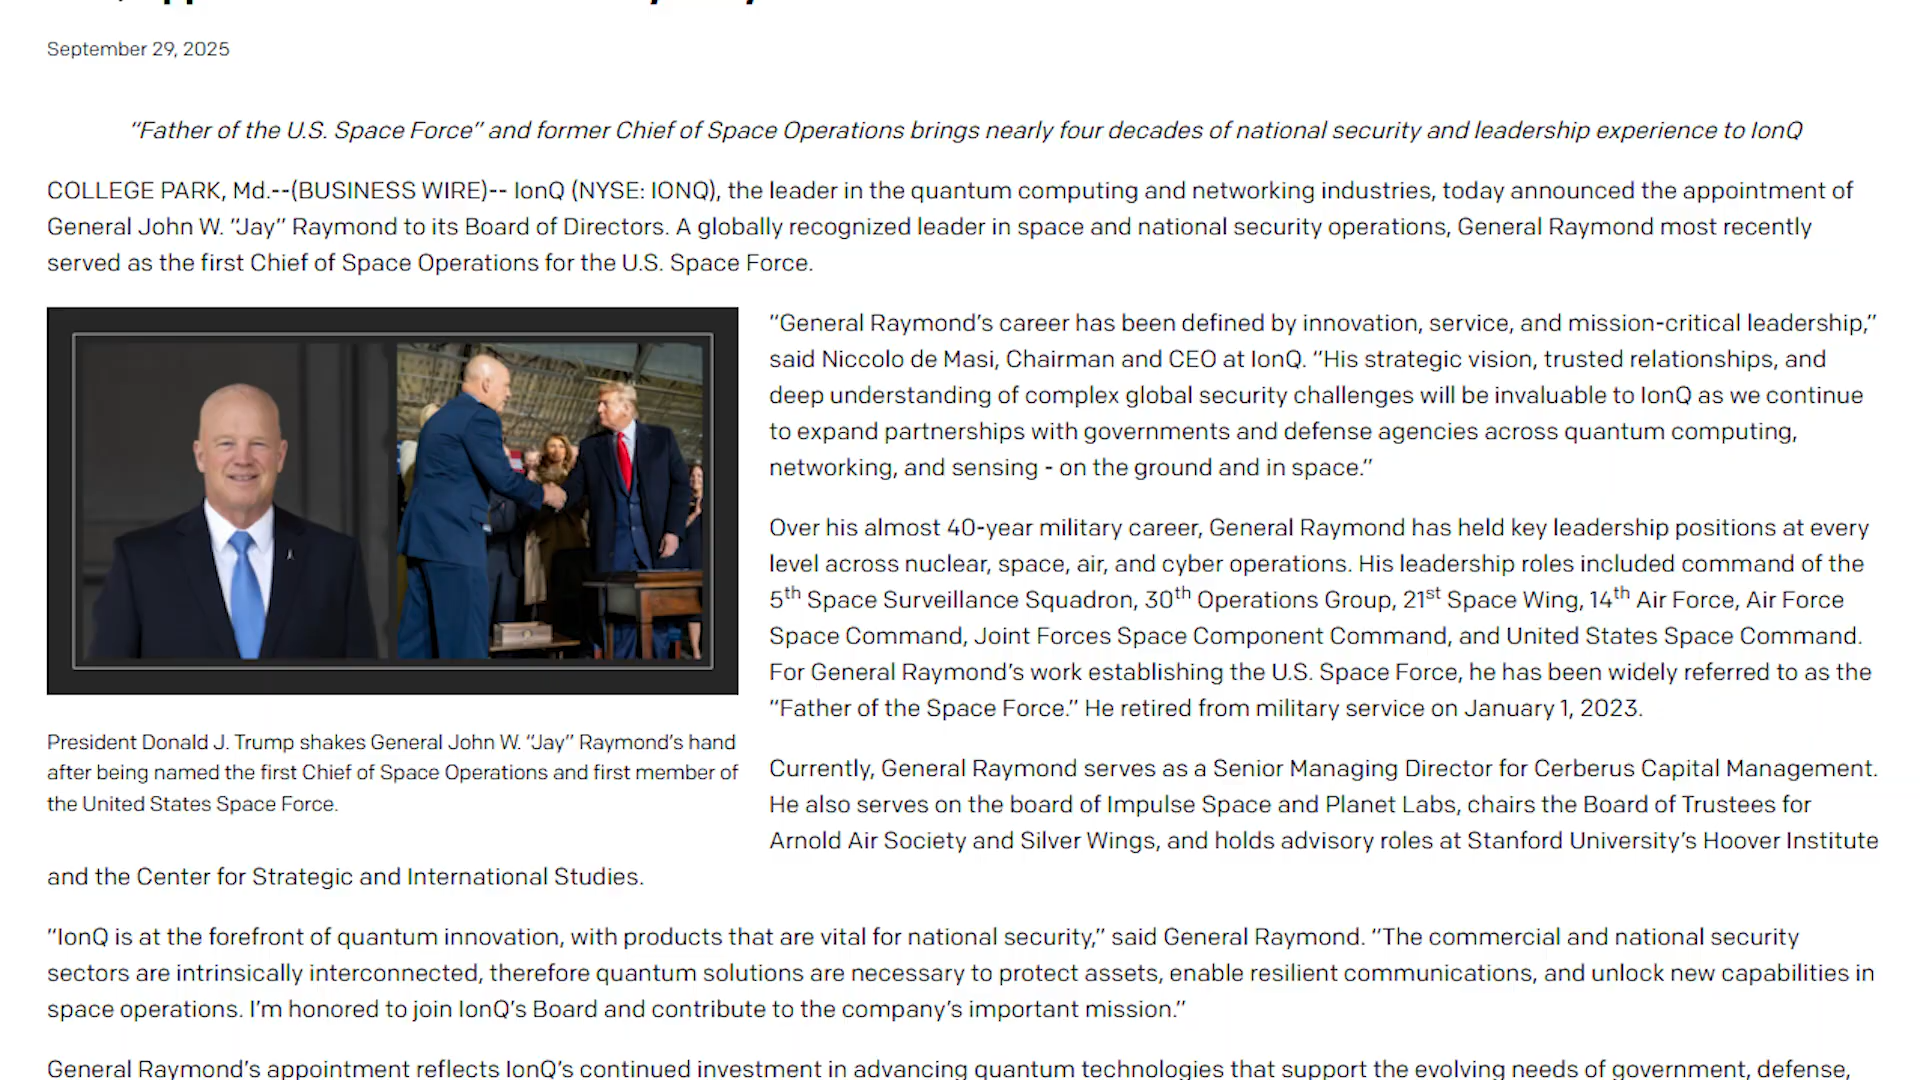 September 29, 2025
“Father of the U.S. Space Force” and former Chief of Space Operations brings nearly four decades of national security and leadership experience to IonQ
COLLEGE PARK, Md.--(BUSINESS WIRE)-- IonQ (NYSE: IONQ), the leader in the quantum computing and networking industries, today announced the appointment of
General John W. “Jay” Raymond to its Board of Directors. A globally recognized leader in space and national security operations, General Raymond most recently
served as the first Chief of Space Operations for the U.S. Space Force.
“General Raymond’s career has been defined by innovation, service, and mission-critical leadership,”
said Niccolo de Masi, Chairman and CEO at IonQ. “His strategic vision, trusted relationships, and
deep understanding of complex global security challenges will be invaluable to IonQ as we continue
to expand partnerships with governments and defense agencies across quantum computing,
networking, and sensing - on the ground and in space.”
Over his almost 40-year military career, General Raymond has held key leadership positions at every
level across nuclear, space, air, and cyber operations. His leadership roles included command of the
5th Space Surveillance Squadron, 30th Operations Group, 21st Space Wing, 14th Air Force, Air Force
Space Command, Joint Forces Space Component Command, and United States Space Command.
For General Raymond’s work establishing the U.S. Space Force, he has been widely referred to as the
“Father of the Space Force.” He retired from military service on January 1, 2023.
President Donald J. Trump shakes General John W. “Jay” Raymond’s hand
after being named the first Chief of Space Operations and first member of
the United States Space Force.
Currently, General Raymond serves as a Senior Managing Director for Cerberus Capital Management.
He also serves on the board of Impulse Space and Planet Labs, chairs the Board of Trustees for
Arnold Air Society and Silver Wings, and holds advisory roles at Stanford University’s Hoover Institute
and the Center for Strategic and International Studies.
“IonQ is at the forefront of quantum innovation, with products that are vital for national security,” said General Raymond. “The commercial and national security
sectors are intrinsically interconnected, therefore quantum solutions are necessary to protect assets, enable resilient communications, and unlock new capabilities in
space operations. I’m honored to join IonQ’s Board and contribute to the company’s important mission.”
General Raymond’s appointment reflects IonQ’s continued investment in advancing quantum technologies that support the evolving needs of government, defense,